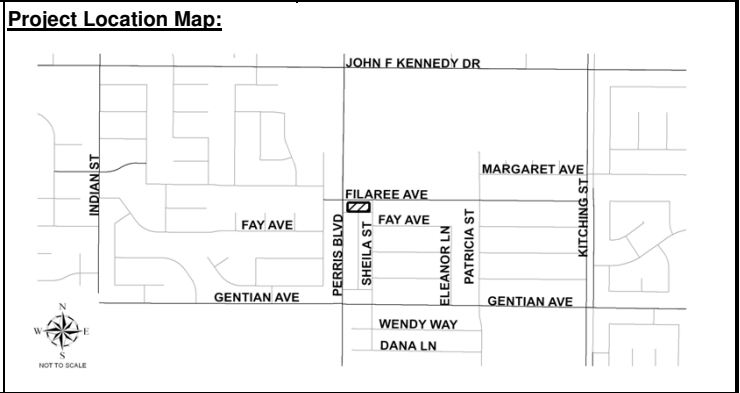 Project Location Map:
JOHN F KENNEDY DR
MARGARET AVE
INDIAN ST
FILAREE AVE
KITCHING ST
FAY AVE
PERRIS BLVD
SHEILA ST
FAY AVE
ELEANOR LN
PATRICIA ST
GENTIAN AVE
GENTIAN AVE
WENDY WAY
DANA LN
N
W E
S
NOT TO SCALE